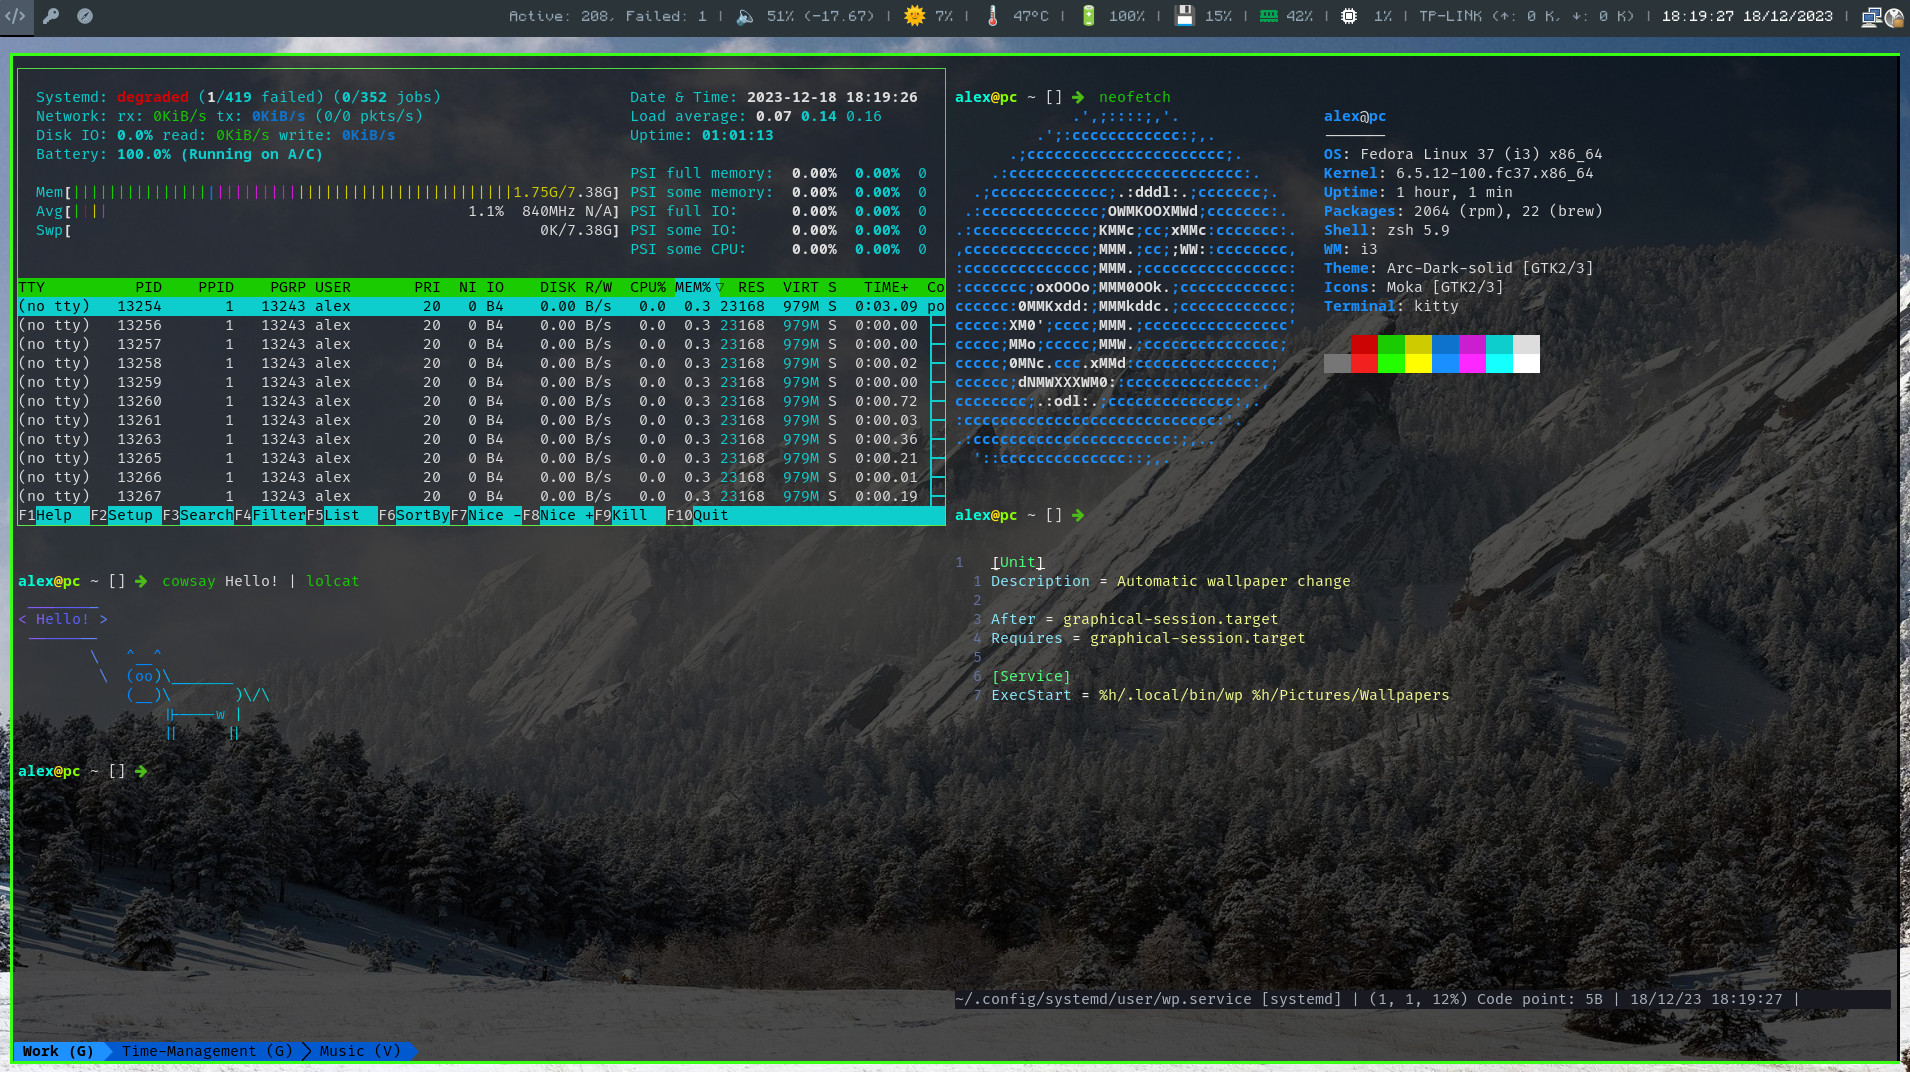 </> Active: 208, Failed: 1 | 51% (-17.67) | 7% | 47°C | 100% | 15% | 42% | 1% | TP-LINK (↑: 0 K, ↓: 0 K) | 18:19:27 18/12/2023 |
Systemd: degraded (1/419 failed) (0/352 jobs)
Network: rx: 0KiB/s tx: 0KiB/s (0/0 pkts/s)
Disk IO: 0.0% read: 0KiB/s write: 0KiB/s
Battery: 100.0% (Running on A/C)
Mem[1.75G/7.38G]
Avg[1.1% 840MHz N/A]
Swp[0K/7.38G]
Date & Time: 2023-12-18 18:19:26
Load average: 0.07 0.14 0.16
Uptime: 01:01:13
PSI full memory: 0.00% 0.00% 0
PSI some memory: 0.00% 0.00% 0
PSI full IO: 0.00% 0.00% 0
PSI some IO: 0.00% 0.00% 0
PSI some CPU: 0.00% 0.00% 0
TTY PID PPID PGRP USER PRI NI IO DISK R/W CPU% MEM%▽ RES VIRT S TIME+ Co
(no tty) 13254 1 13243 alex 20 0 B4 0.00 B/s 0.0 0.3 23168 979M S 0:03.09 po
(no tty) 13256 1 13243 alex 20 0 B4 0.00 B/s 0.0 0.3 23168 979M S 0:00.00
(no tty) 13257 1 13243 alex 20 0 B4 0.00 B/s 0.0 0.3 23168 979M S 0:00.00
(no tty) 13258 1 13243 alex 20 0 B4 0.00 B/s 0.0 0.3 23168 979M S 0:00.02
(no tty) 13259 1 13243 alex 20 0 B4 0.00 B/s 0.0 0.3 23168 979M S 0:00.00
(no tty) 13260 1 13243 alex 20 0 B4 0.00 B/s 0.0 0.3 23168 979M S 0:00.72
(no tty) 13261 1 13243 alex 20 0 B4 0.00 B/s 0.0 0.3 23168 979M S 0:00.03
(no tty) 13263 1 13243 alex 20 0 B4 0.00 B/s 0.0 0.3 23168 979M S 0:00.36
(no tty) 13265 1 13243 alex 20 0 B4 0.00 B/s 0.0 0.3 23168 979M S 0:00.21
(no tty) 13266 1 13243 alex 20 0 B4 0.00 B/s 0.0 0.3 23168 979M S 0:00.01
(no tty) 13267 1 13243 alex 20 0 B4 0.00 B/s 0.0 0.3 23168 979M S 0:00.19
F1Help F2Setup F3SearchF4FilterF5List F6SortByF7Nice -F8Nice +F9Kill F10Quit
alex@pc ~ [] ➜ cowsay Hello! | lolcat
< Hello! >
\ ^__^
\ (oo)\_______
(__)\ )\/\
||----w |
|| ||
alex@pc ~ [] ➜
alex@pc ~ [] ➜ neofetch
alex@pc
OS: Fedora Linux 37 (i3) x86_64
Kernel: 6.5.12-100.fc37.x86_64
Uptime: 1 hour, 1 min
Packages: 2064 (rpm), 22 (brew)
Shell: zsh 5.9
WM: i3
Theme: Arc-Dark-solid [GTK2/3]
Icons: Moka [GTK2/3]
Terminal: kitty
alex@pc ~ [] ➜
1 [Unit]
1 Description = Automatic wallpaper change
2
3 After = graphical-session.target
4 Requires = graphical-session.target
5
6 [Service]
7 ExecStart = %h/.local/bin/wp %h/Pictures/Wallpapers
~/.config/systemd/user/wp.service [systemd] | (1, 1, 12%) Code point: 5B | 18/12/23 18:19:27 |
Work (G) Time-Management (G) Music (V)